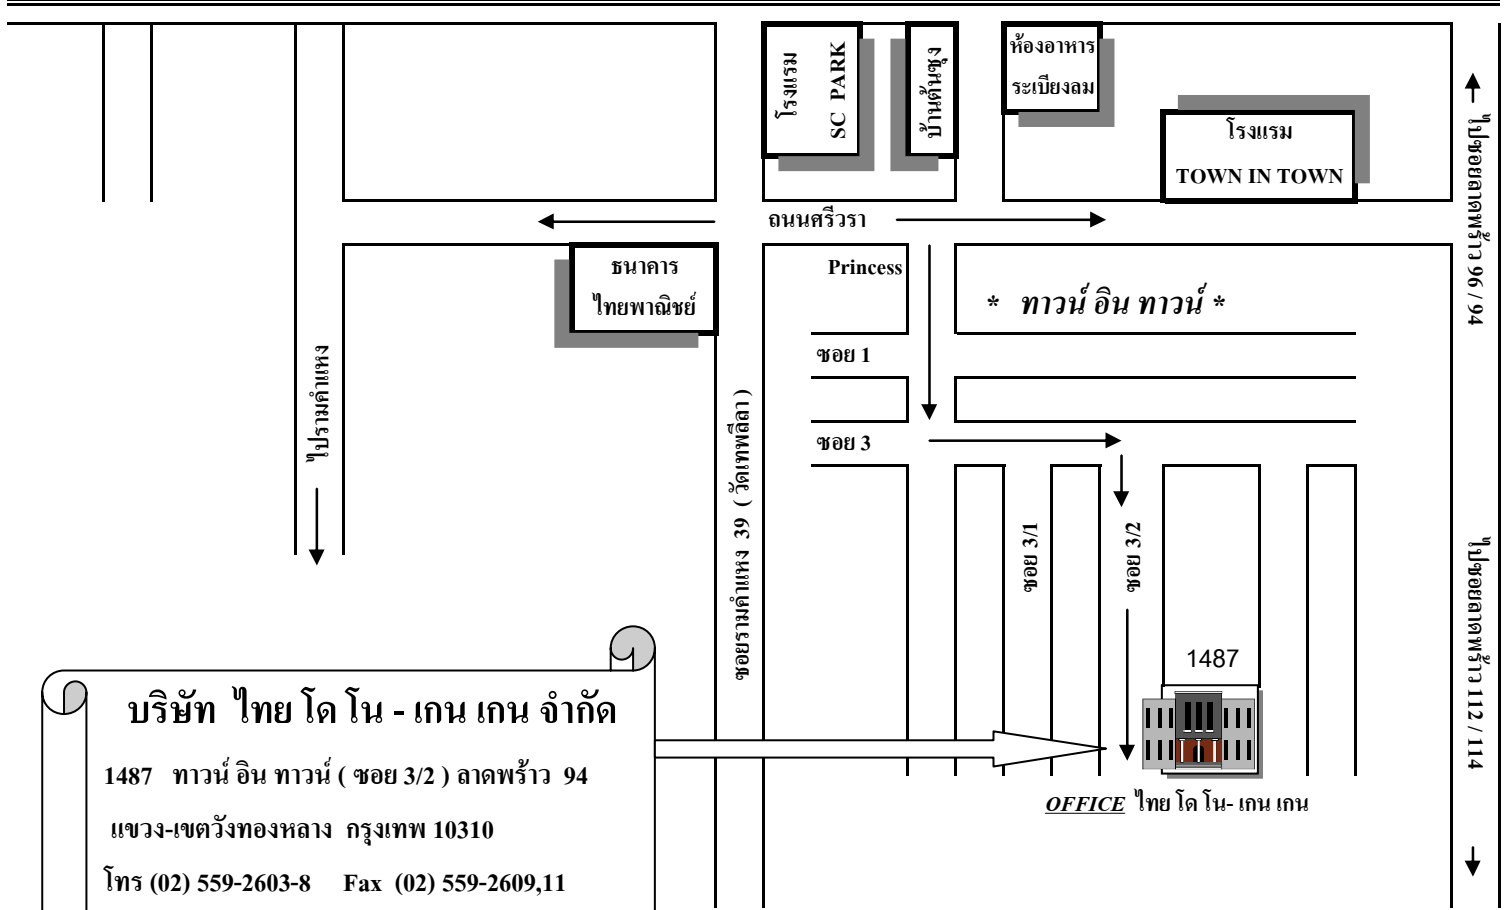 โรงแรม
SC PARK
บ้านต้นซุง
ห้องอาหาร
ระเบียงลม
โรงแรม
TOWN IN TOWN
ไปซอยลาดพร้าว 96 / 94
ถนนศรีวรา
ธนาคาร
ไทยพาณิชย์
Princess
* ทาวน์ อิน ทาวน์ *
ซอย 1
ไปรามคำแหง
ซอยรามคำแหง 39 ( วัดเทพลีลา )
ซอย 3
ซอย 3/1
ซอย 3/2
ไปซอยลาดพร้าว 112 / 114
1487
บริษัท ไทย โด โน - เกน เกน จำกัด
1487 ทาวน์ อิน ทาวน์ ( ซอย 3/2 ) ลาดพร้าว 94
แขวง-เขตวังทองหลาง กรุงเทพ 10310
โทร (02) 559-2603-8 Fax (02) 559-2609,11
OFFICE ไทย โด โน- เกน เกน